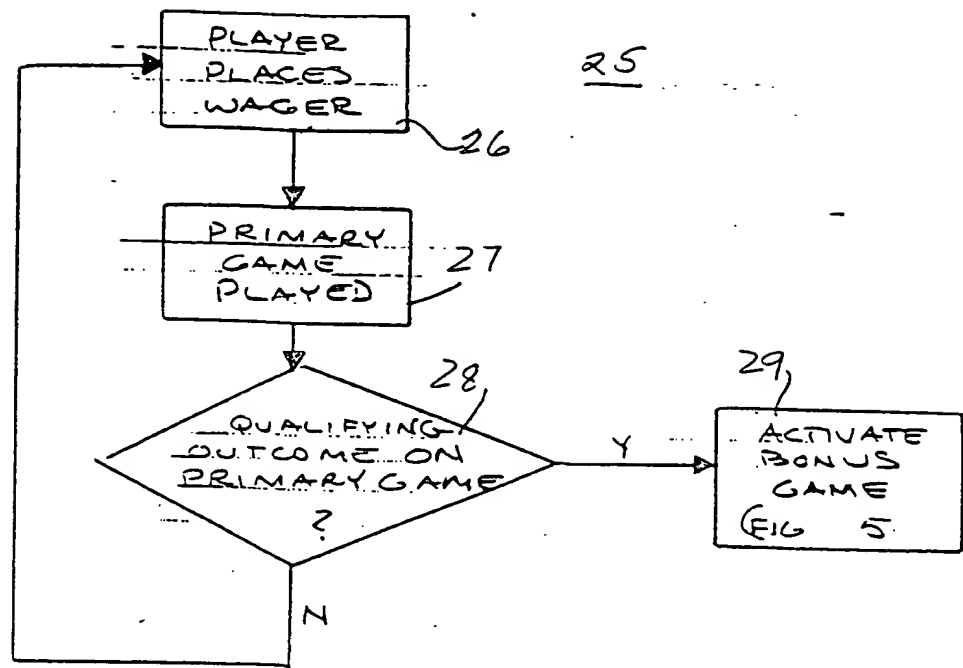 PLAYER
PLACES
WAGER
25
26
PRIMARY
GAME
PLAYED
27
28
QUALIFYING
OUTCOME ON
PRIMARY GAME
?
Y
N
29
ACTIVATE
BONUS
GAME
(FIG 5.